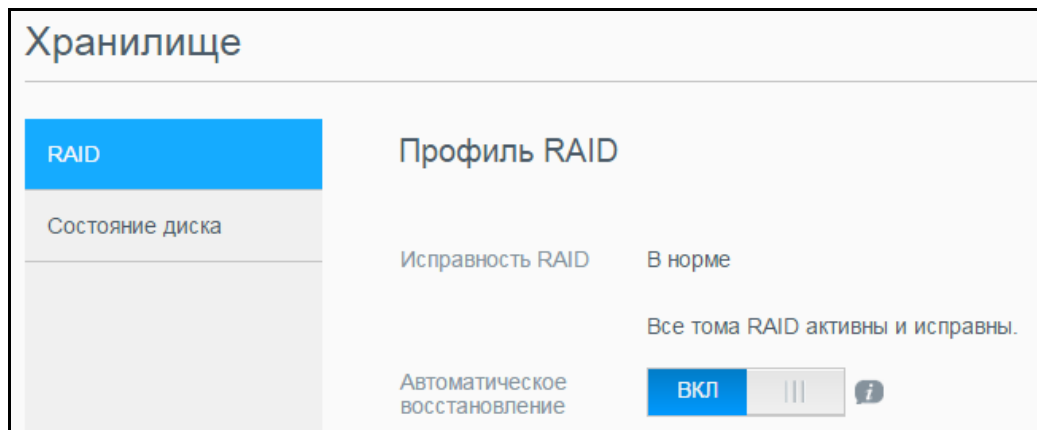 Хранилище
RAID
Профиль RAID
Состояние диска
Исправность RAID В норме
Все тома RAID активны и исправны.
Автоматическое
восстановление
ВКЛ